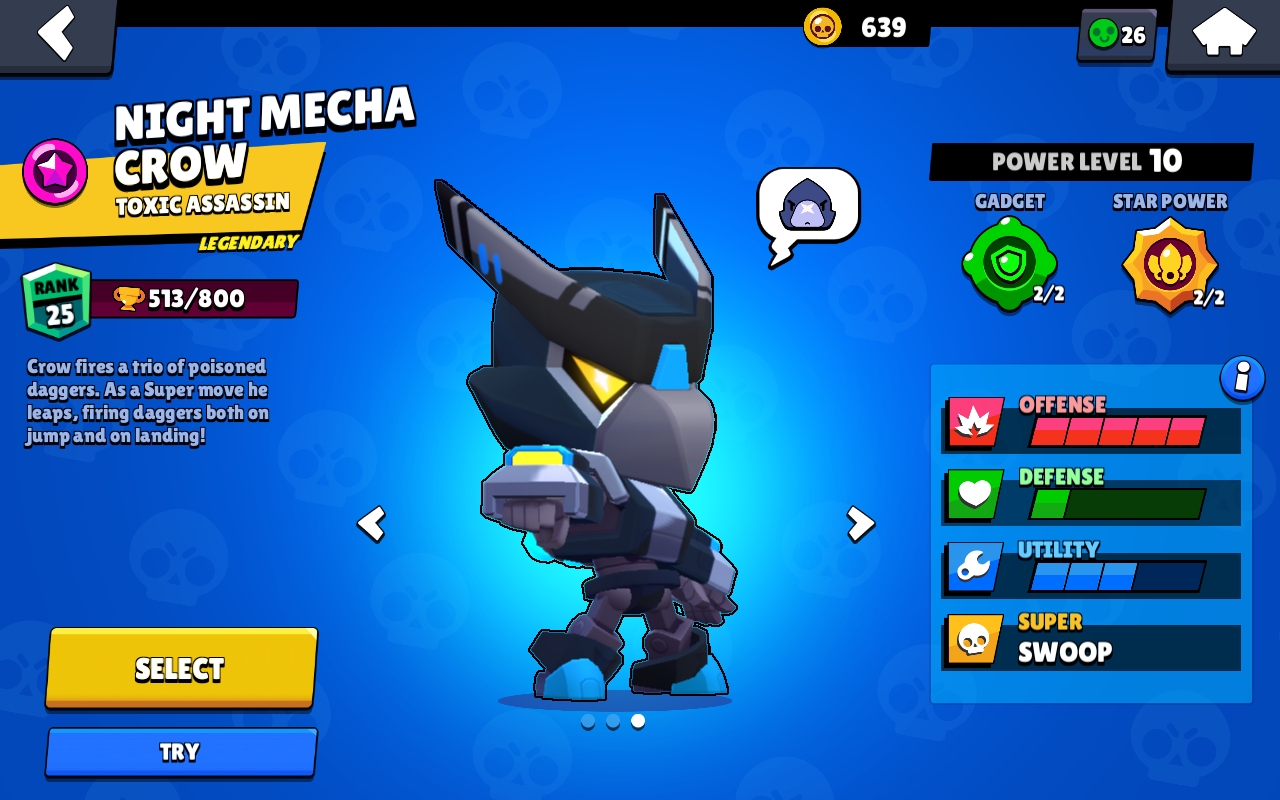 639
26
NIGHT MECHA
CROW
TOXIC ASSASSIN
LEGENDARY
RANK
25
513/800
Crow fires a trio of poisoned
daggers. As a Super move he
leaps, firing daggers both on
jump and on landing!
SELECT
TRY
POWER LEVEL 10
GADGET
STAR POWER
2/2
2/2
OFFENSE
DEFENSE
UTILITY
SUPER
SWOOP